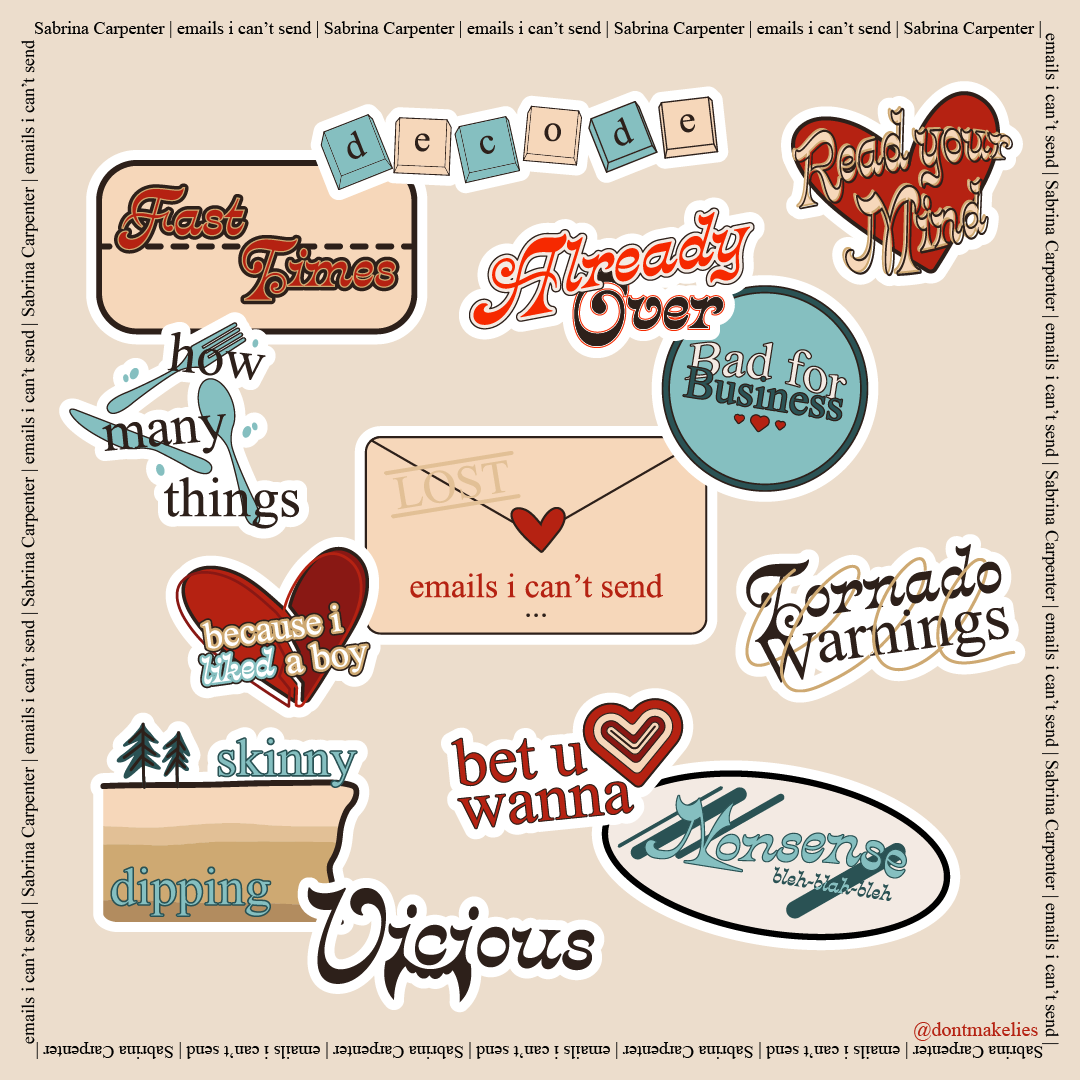 Sabrina Carpenter | emails i can't send | Sabrina Carpenter | emails i can't send | Sabrina Carpenter | emails i can't send | Sabrina Carpenter |
emails i can't send | Sabrina Carpenter | emails i can't send | Sabrina Carpenter | emails i can't send | Sabrina Carpenter | emails i can't send |
Sabrina Carpenter | emails i can't send | Sabrina Carpenter | emails i can't send | Sabrina Carpenter | emails i can't send | Sabrina Carpenter |
emails i can't send | Sabrina Carpenter | emails i can't send | Sabrina Carpenter | emails i can't send | Sabrina Carpenter | emails i can't send
decode
Read your
Mind
Fast
Times
Already
Over
how
many
things
Bad for
Business
LOST
emails i can't send
...
because i
liked a boy
Tornado
Warnings
skinny
dipping
bet u
wanna
Nonsense
bleh-blah-bleh
Vicious
@dontmakelies